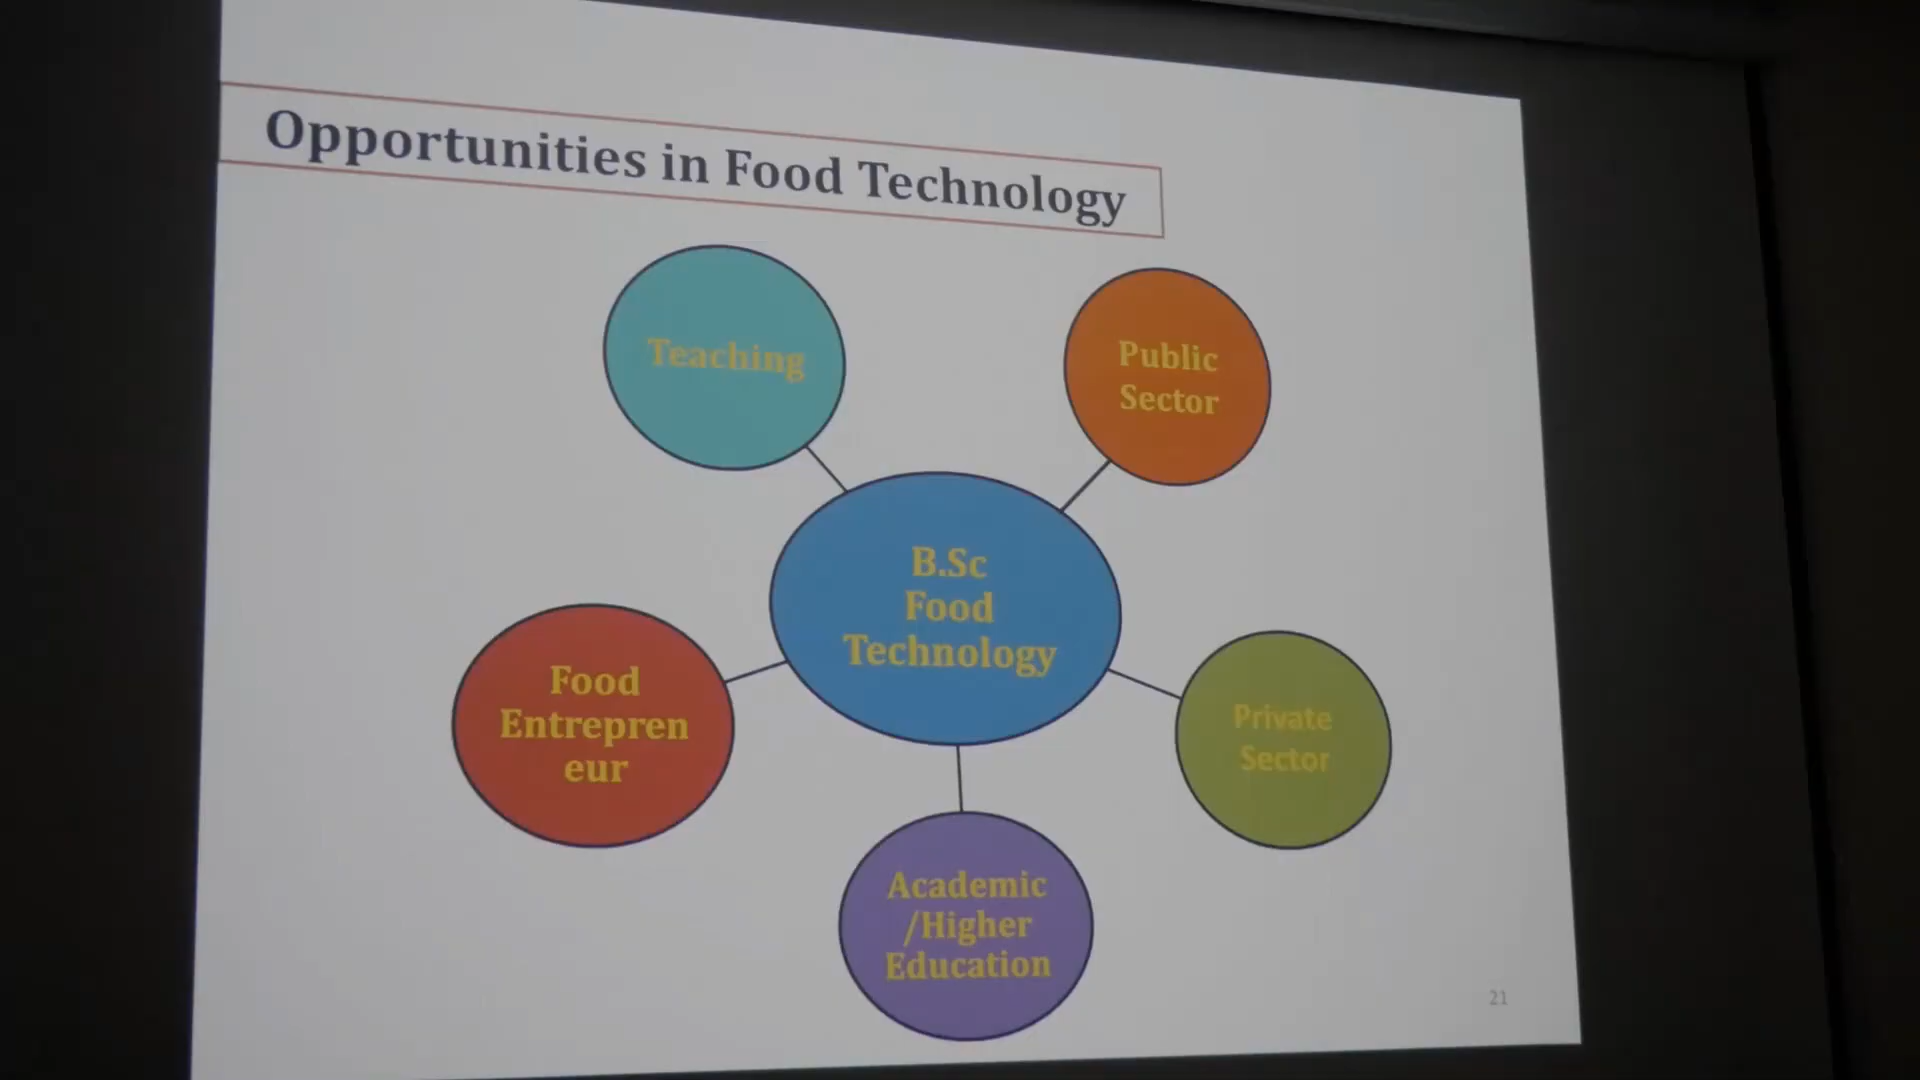 Opportunities in Food Technology
Teaching
Public
Sector
B.Sc
Food
Technology
Food
Entrepren
eur
Private
Sector
Academic
/Higher
Education
21